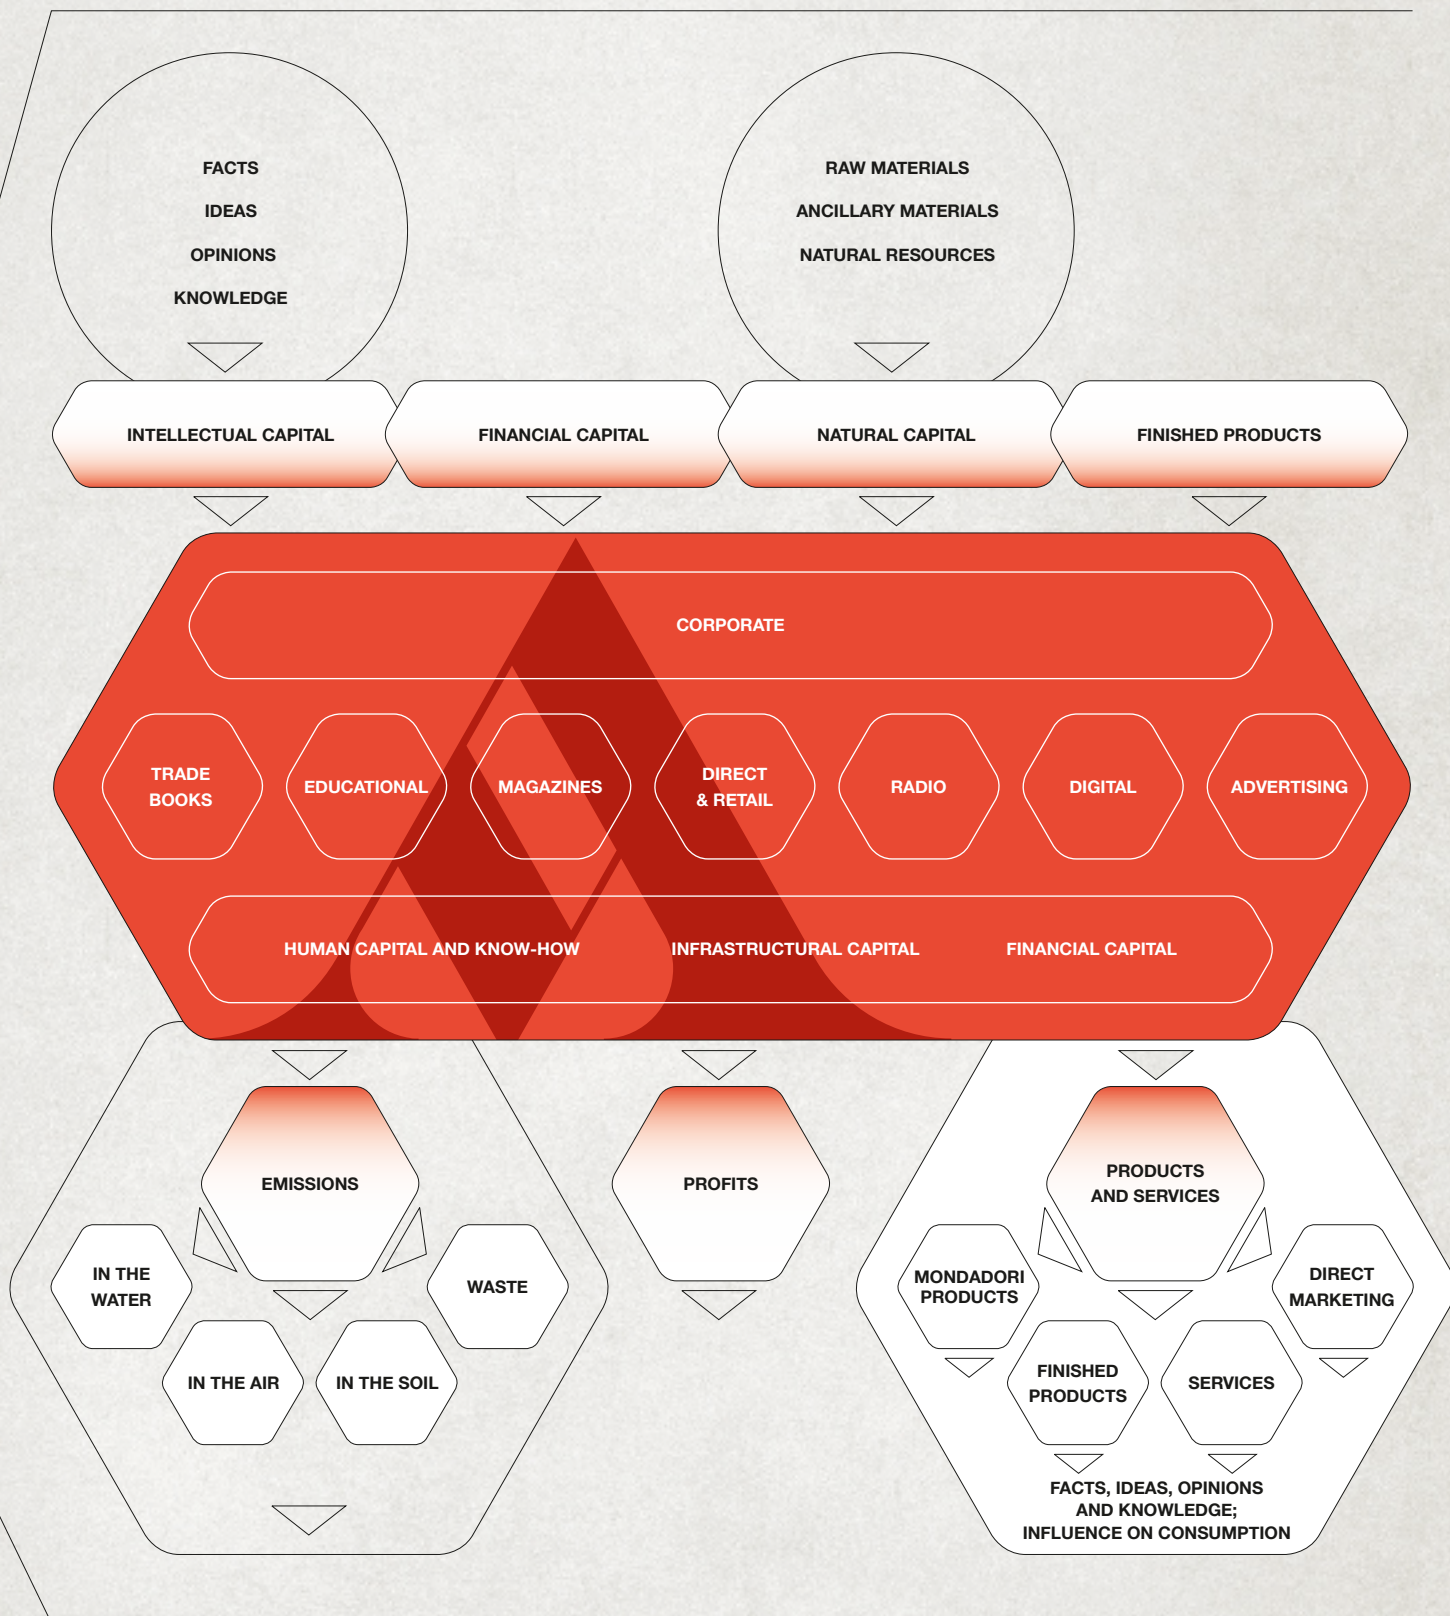 FACTS
IDEAS
OPINIONS
KNOWLEDGE
RAW MATERIALS
ANCILLARY MATERIALS
NATURAL RESOURCES
INTELLECTUAL CAPITAL
FINANCIAL CAPITAL
NATURAL CAPITAL
FINISHED PRODUCTS
CORPORATE
TRADE
BOOKS
EDUCATIONAL
MAGAZINES
DIRECT
& RETAIL
RADIO
DIGITAL
ADVERTISING
HUMAN CAPITAL AND KNOW-HOW
INFRASTRUCTURAL CAPITAL
FINANCIAL CAPITAL
EMISSIONS
IN THE
WATER
IN THE AIR
IN THE SOIL
WASTE
PROFITS
PRODUCTS
AND SERVICES
MONDADORI
PRODUCTS
FINISHED
PRODUCTS
SERVICES
DIRECT
MARKETING
FACTS, IDEAS, OPINIONS
AND KNOWLEDGE;
INFLUENCE ON CONSUMPTION